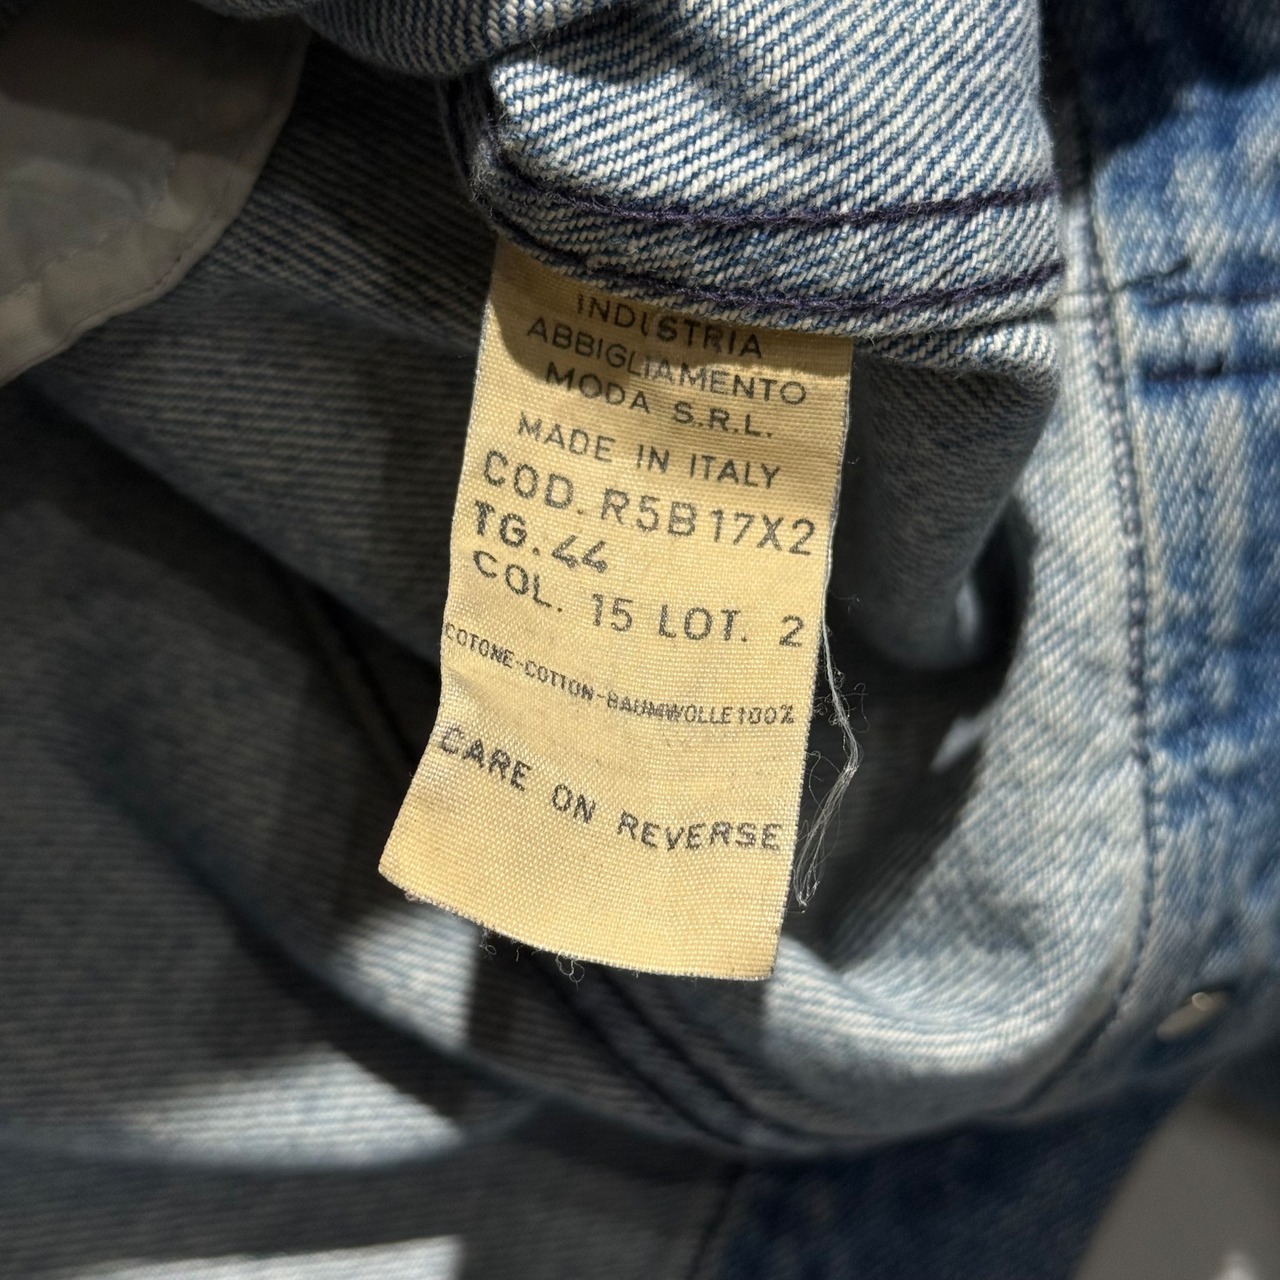 INDUSTRIA
ABBIGLIAMENTO
MODA S.R.L.
MADE IN ITALY
COD. R5B17X2
TG. 44
COL. 15 LOT. 2
COTONE-COTTON-BAUMWOLLE100%
CARE ON REVERSE